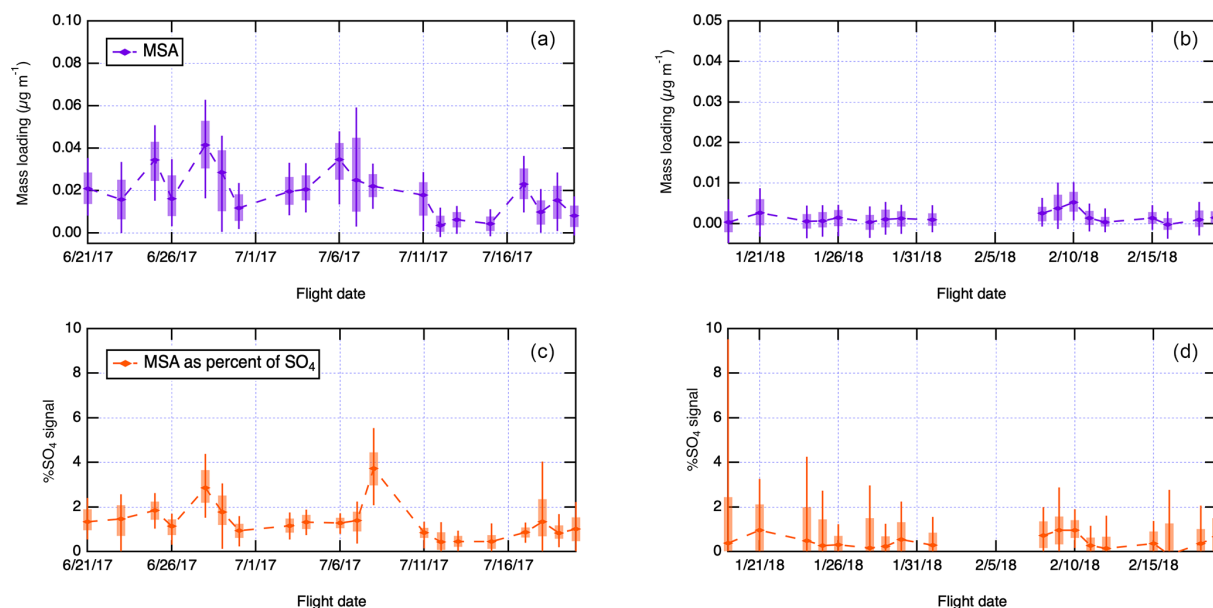 (a)
MSA
Mass loading (µg m⁻¹)
0.10
0.08
0.06
0.04
0.02
0.00
6/21/17 6/26/17 7/1/17 7/6/17 7/11/17 7/16/17
Flight date
(b)
Mass loading (µg m⁻¹)
0.05
0.04
0.03
0.02
0.01
0.00
1/21/18 1/26/18 1/31/18 2/5/18 2/10/18 2/15/18
Flight date
(c)
MSA as percent of SO₄
%SO₄ signal
10
8
6
4
2
0
6/21/17 6/26/17 7/1/17 7/6/17 7/11/17 7/16/17
Flight date
(d)
%SO₄ signal
10
8
6
4
2
0
1/21/18 1/26/18 1/31/18 2/5/18 2/10/18 2/15/18
Flight date